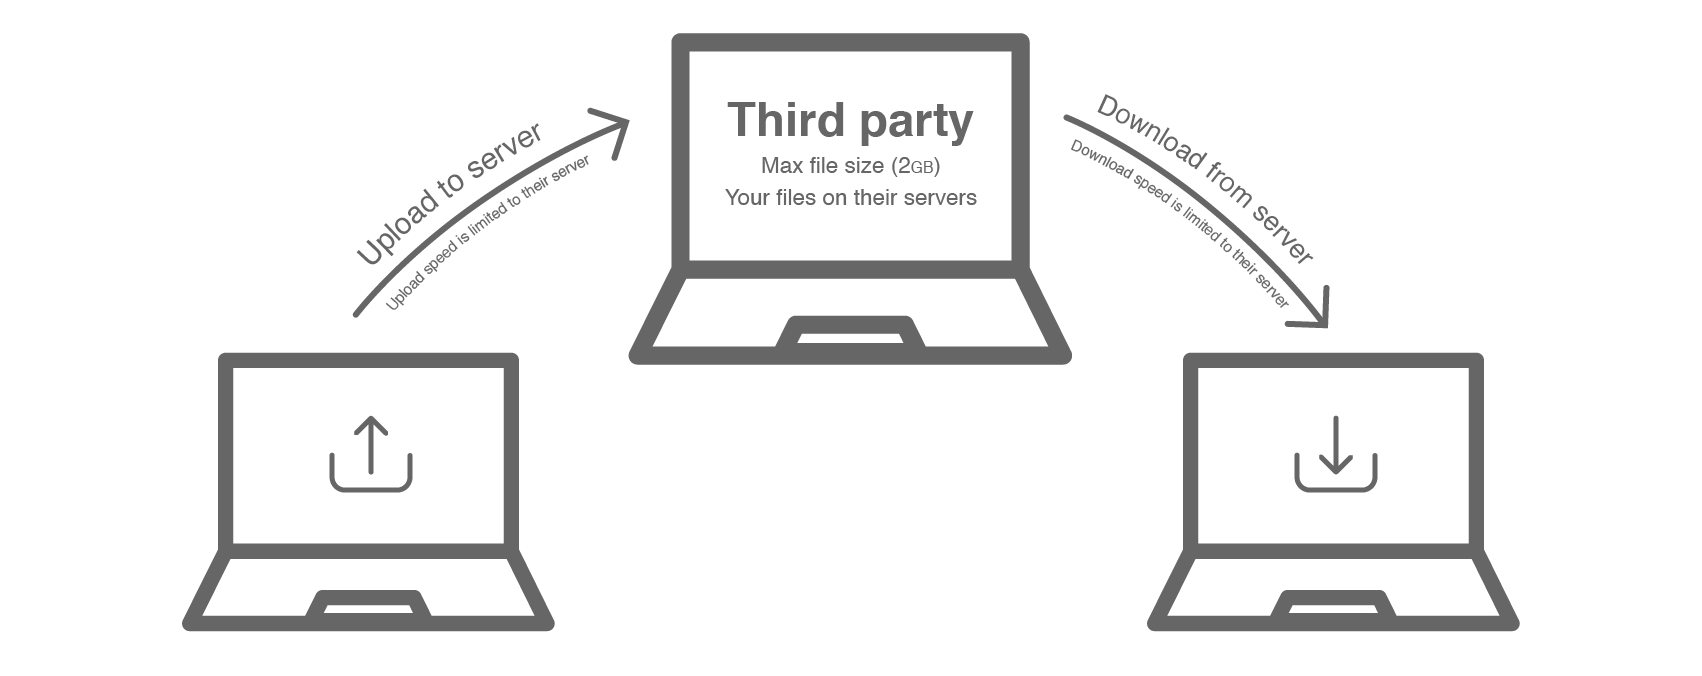 Upload to server
Upload speed is limited to their server
Third party
Max file size (2GB)
Your files on their servers
Download from server
Download speed is limited to their server